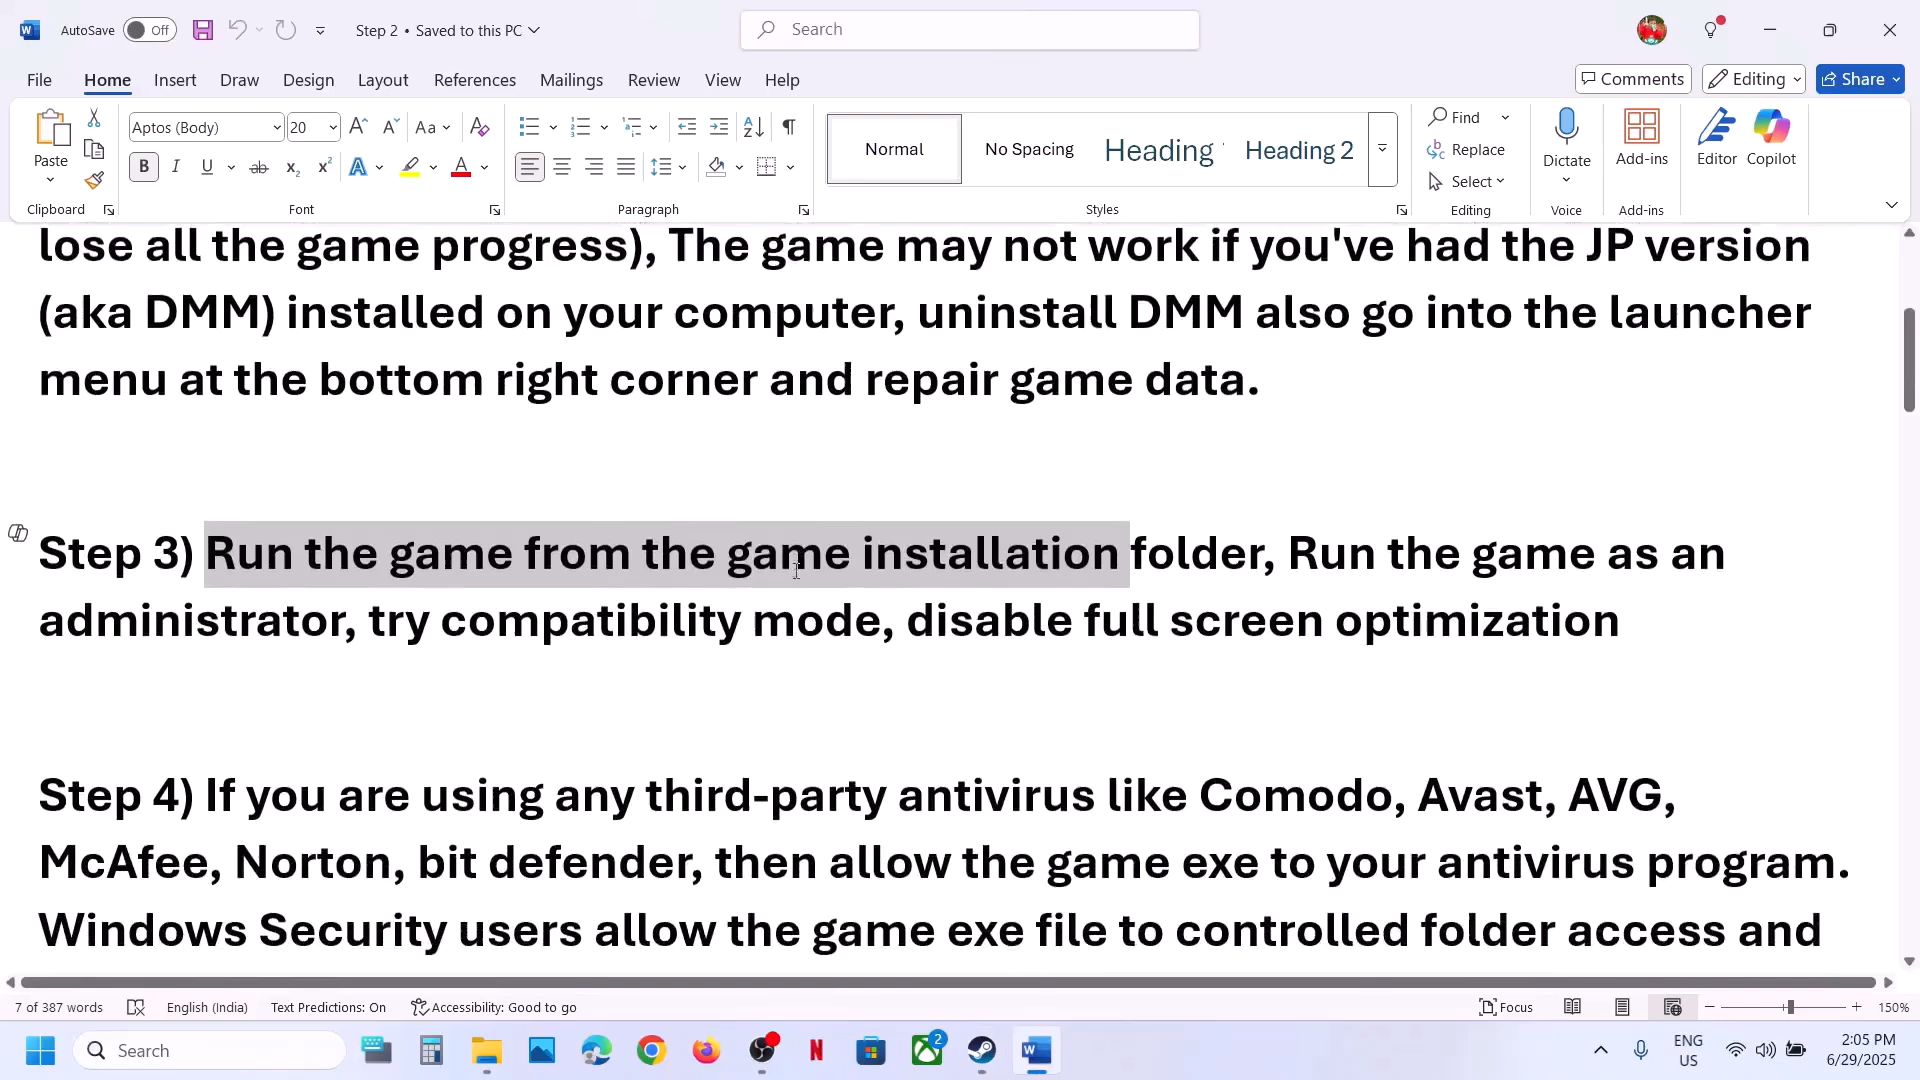 AutoSave Off Step 2 • Saved to this PC Search
File Home Insert Draw Design Layout References Mailings Review View Help Comments Editing Share
Aptos (Body) 20 Aa Find
Paste Normal No Spacing Heading Heading 2 Replace Dictate Add-ins Editor Copilot
B I U ab x₂ x² A A Select
Clipboard Font Paragraph Styles Editing Voice Add-ins
lose all the game progress), The game may not work if you've had the JP version
(aka DMM) installed on your computer, uninstall DMM also go into the launcher
menu at the bottom right corner and repair game data.
Step 3) Run the game from the game installation folder, Run the game as an
administrator, try compatibility mode, disable full screen optimization
Step 4) If you are using any third-party antivirus like Comodo, Avast, AVG,
McAfee, Norton, bit defender, then allow the game exe to your antivirus program.
Windows Security users allow the game exe file to controlled folder access and
7 of 387 words English (India) Text Predictions: On Accessibility: Good to go Focus 150%
Search 2 ENG 2:05 PM
US 6/29/2025